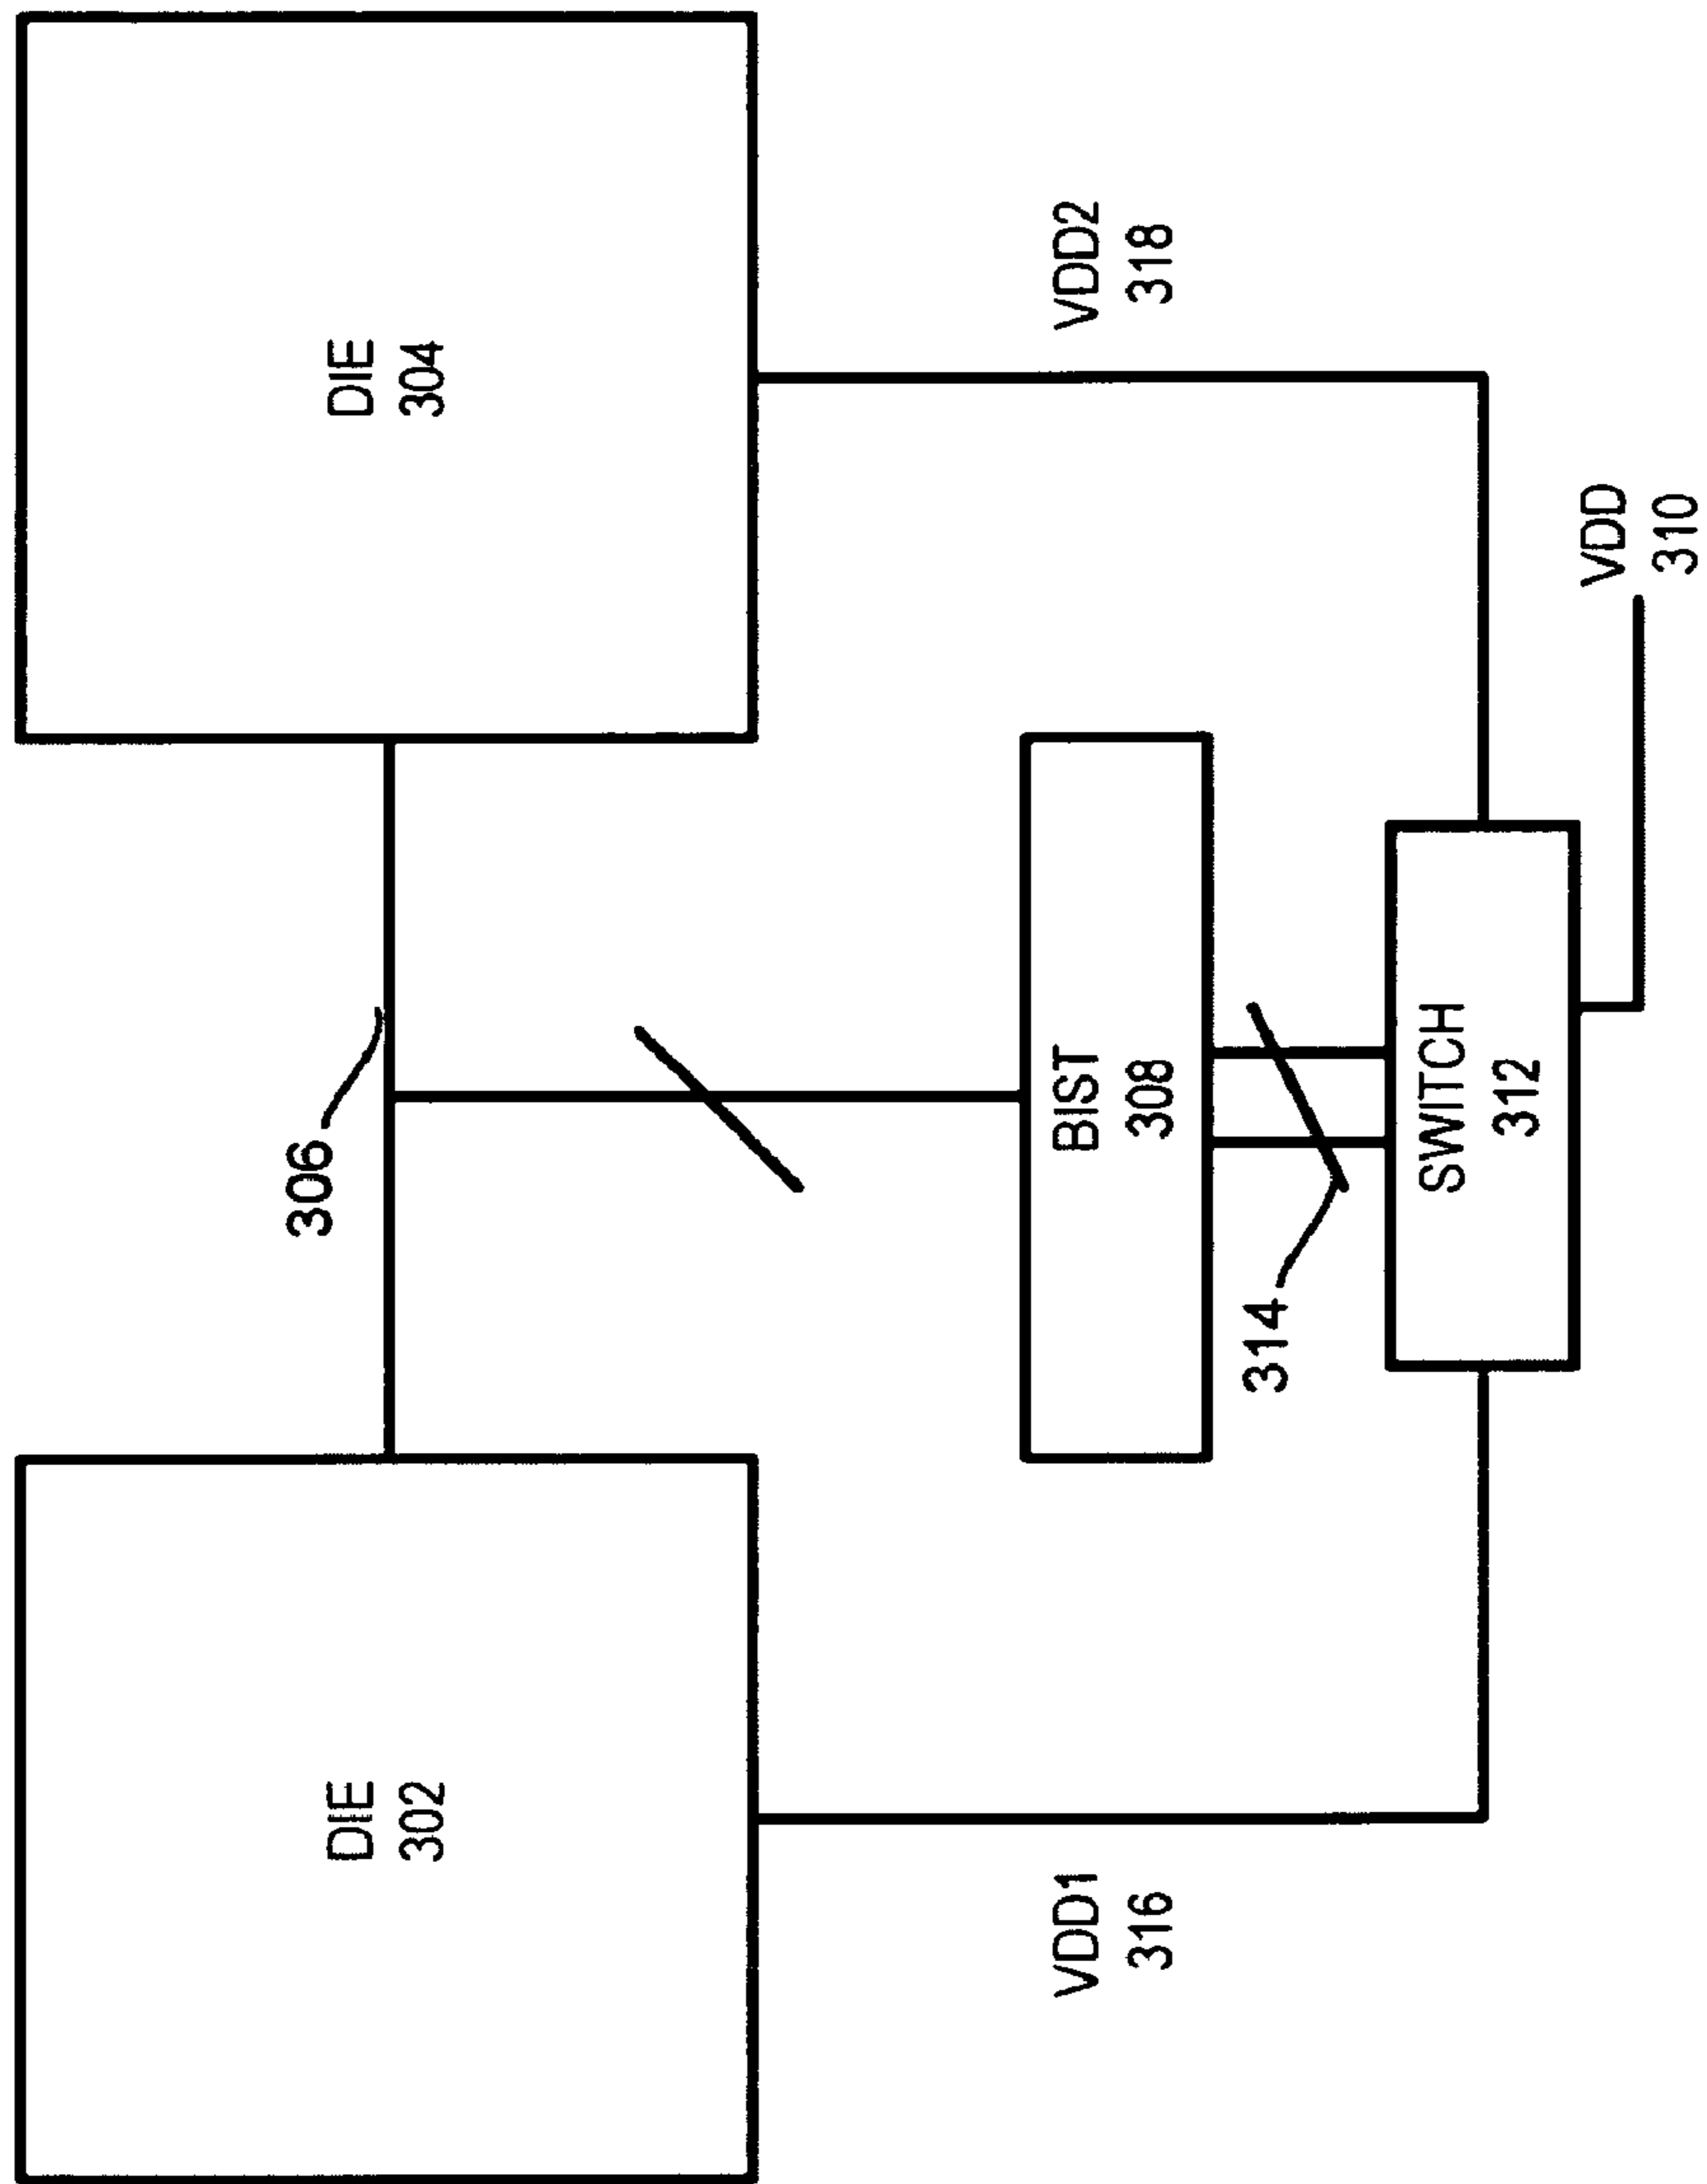 DIE
302
306
DIE
304
VDD1
316
BIST
308
VDD2
318
314
SWITCH
312
VDD
310